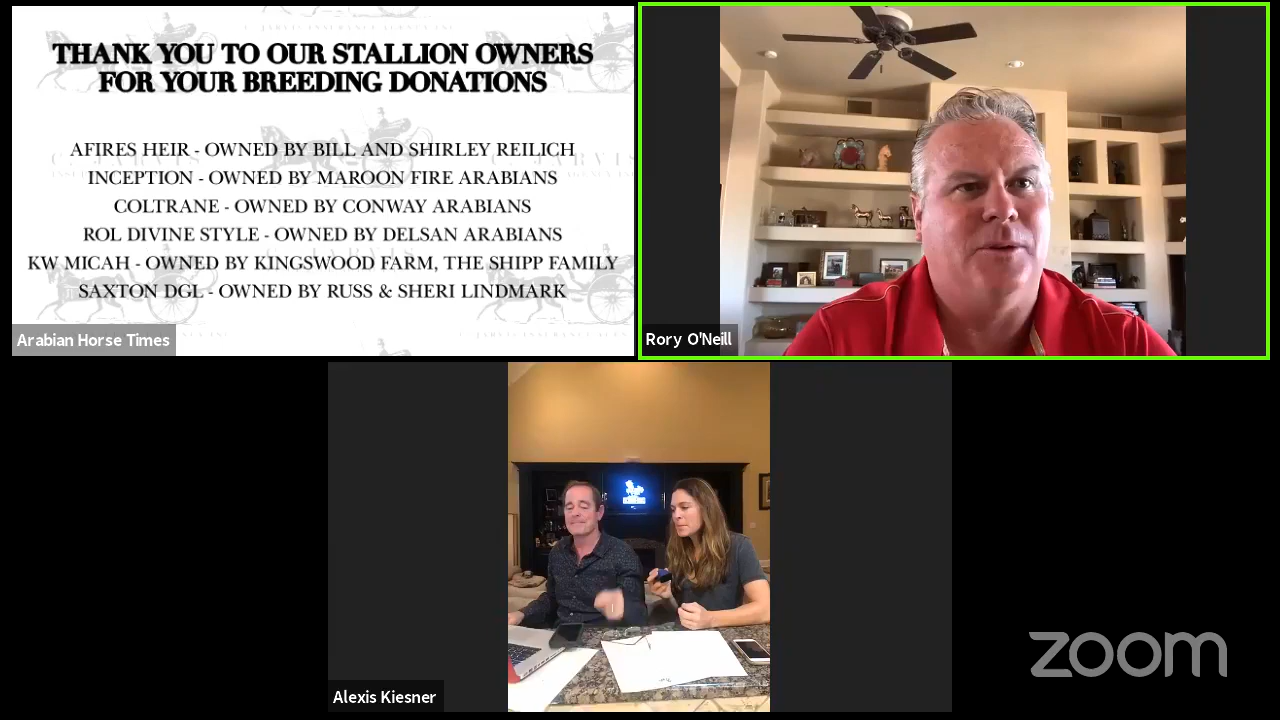 THANK YOU TO OUR STALLION OWNERS
FOR YOUR BREEDING DONATIONS
AFIRES HEIR - OWNED BY BILL AND SHIRLEY REILICH
INCEPTION - OWNED BY MAROON FIRE ARABIANS
COLTRANE - OWNED BY CONWAY ARABIANS
ROL DIVINE STYLE - OWNED BY DELSAN ARABIANS
KW MICAH - OWNED BY KINGSWOOD FARM, THE SHIPP FAMILY
SAXTON DGL - OWNED BY RUSS & SHERI LINDMARK
Arabian Horse Times
Rory O'Neill
Alexis Kiesner
zoom